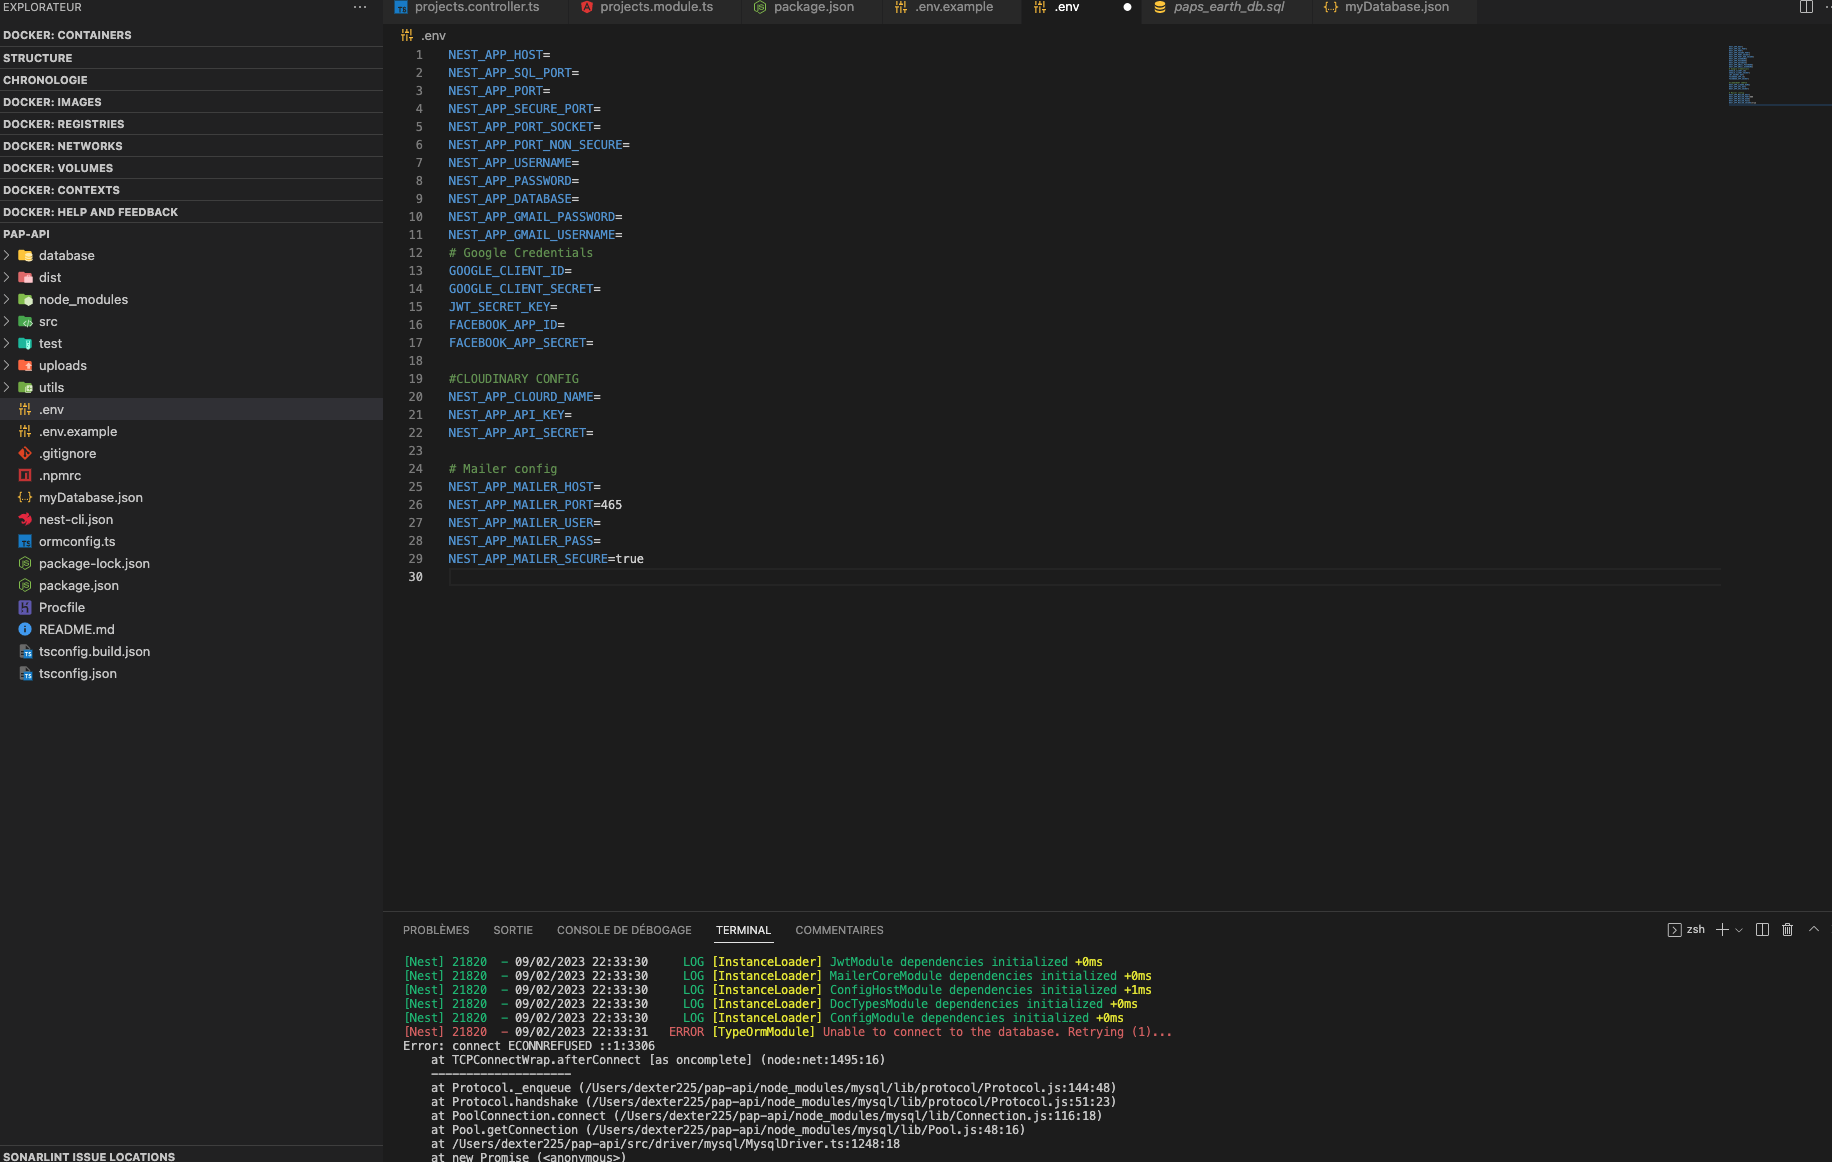 EXPLORATEUR
DOCKER: CONTAINERS
STRUCTURE
CHRONOLOGIE
DOCKER: IMAGES
DOCKER: REGISTRIES
DOCKER: NETWORKS
DOCKER: VOLUMES
DOCKER: CONTEXTS
DOCKER: HELP AND FEEDBACK
PAP-API
database
dist
node_modules
src
test
uploads
utils
.env
.env.example
.gitignore
.npmrc
myDatabase.json
nest-cli.json
ormconfig.ts
package-lock.json
package.json
Procfile
README.md
tsconfig.build.json
tsconfig.json
SONARLINT ISSUE LOCATIONS
projects.controller.ts projects.module.ts package.json .env.example .env paps_earth_db.sql myDatabase.json
.env
1 NEST_APP_HOST=
2 NEST_APP_SQL_PORT=
3 NEST_APP_PORT=
4 NEST_APP_SECURE_PORT=
5 NEST_APP_PORT_SOCKET=
6 NEST_APP_PORT_NON_SECURE=
7 NEST_APP_USERNAME=
8 NEST_APP_PASSWORD=
9 NEST_APP_DATABASE=
10 NEST_APP_GMAIL_PASSWORD=
11 NEST_APP_GMAIL_USERNAME=
12 # Google Credentials
13 GOOGLE_CLIENT_ID=
14 GOOGLE_CLIENT_SECRET=
15 JWT_SECRET_KEY=
16 FACEBOOK_APP_ID=
17 FACEBOOK_APP_SECRET=
18
19 #CLOUDINARY CONFIG
20 NEST_APP_CLOURD_NAME=
21 NEST_APP_API_KEY=
22 NEST_APP_API_SECRET=
23
24 # Mailer config
25 NEST_APP_MAILER_HOST=
26 NEST_APP_MAILER_PORT=465
27 NEST_APP_MAILER_USER=
28 NEST_APP_MAILER_PASS=
29 NEST_APP_MAILER_SECURE=true
30
PROBLÈMES SORTIE CONSOLE DE DÉBOGAGE TERMINAL COMMENTAIRES zsh
[Nest] 21820 - 09/02/2023 22:33:30 LOG [InstanceLoader] JwtModule dependencies initialized +0ms
[Nest] 21820 - 09/02/2023 22:33:30 LOG [InstanceLoader] MailerCoreModule dependencies initialized +0ms
[Nest] 21820 - 09/02/2023 22:33:30 LOG [InstanceLoader] ConfigHostModule dependencies initialized +1ms
[Nest] 21820 - 09/02/2023 22:33:30 LOG [InstanceLoader] DocTypesModule dependencies initialized +0ms
[Nest] 21820 - 09/02/2023 22:33:30 LOG [InstanceLoader] ConfigModule dependencies initialized +0ms
[Nest] 21820 - 09/02/2023 22:33:31 ERROR [TypeOrmModule] Unable to connect to the database. Retrying (1)...
Error: connect ECONNREFUSED ::1:3306
at TCPConnectWrap.afterConnect [as oncomplete] (node:net:1495:16)
--------------------
at Protocol._enqueue (/Users/dexter225/pap-api/node_modules/mysql/lib/protocol/Protocol.js:144:48)
at Protocol.handshake (/Users/dexter225/pap-api/node_modules/mysql/lib/protocol/Protocol.js:51:23)
at PoolConnection.connect (/Users/dexter225/pap-api/node_modules/mysql/lib/Connection.js:116:18)
at Pool.getConnection (/Users/dexter225/pap-api/node_modules/mysql/lib/Pool.js:48:16)
at /Users/dexter225/pap-api/src/driver/mysql/MysqlDriver.ts:1248:18
at new Promise (<anonymous>)